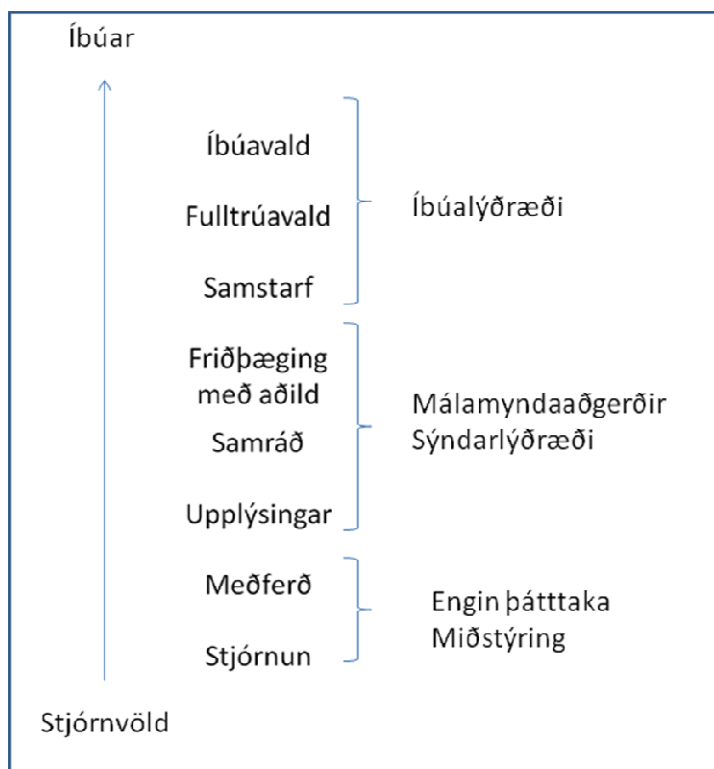 Íbúar
Íbúavald
Fulltrúavald
Íbúalýðræði
Samstarf
Friðþæging
með aðild
Málamyndaaðgerðir
Sýndarlýðræði
Samráð
Upplýsingar
Meðferð
Engin þátttaka
Miðstýring
Stjórnun
Stjórnvöld